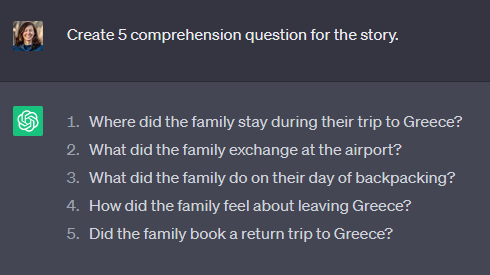 Create 5 comprehension question for the story.
1. Where did the family stay during their trip to Greece?
2. What did the family exchange at the airport?
3. What did the family do on their day of backpacking?
4. How did the family feel about leaving Greece?
5. Did the family book a return trip to Greece?